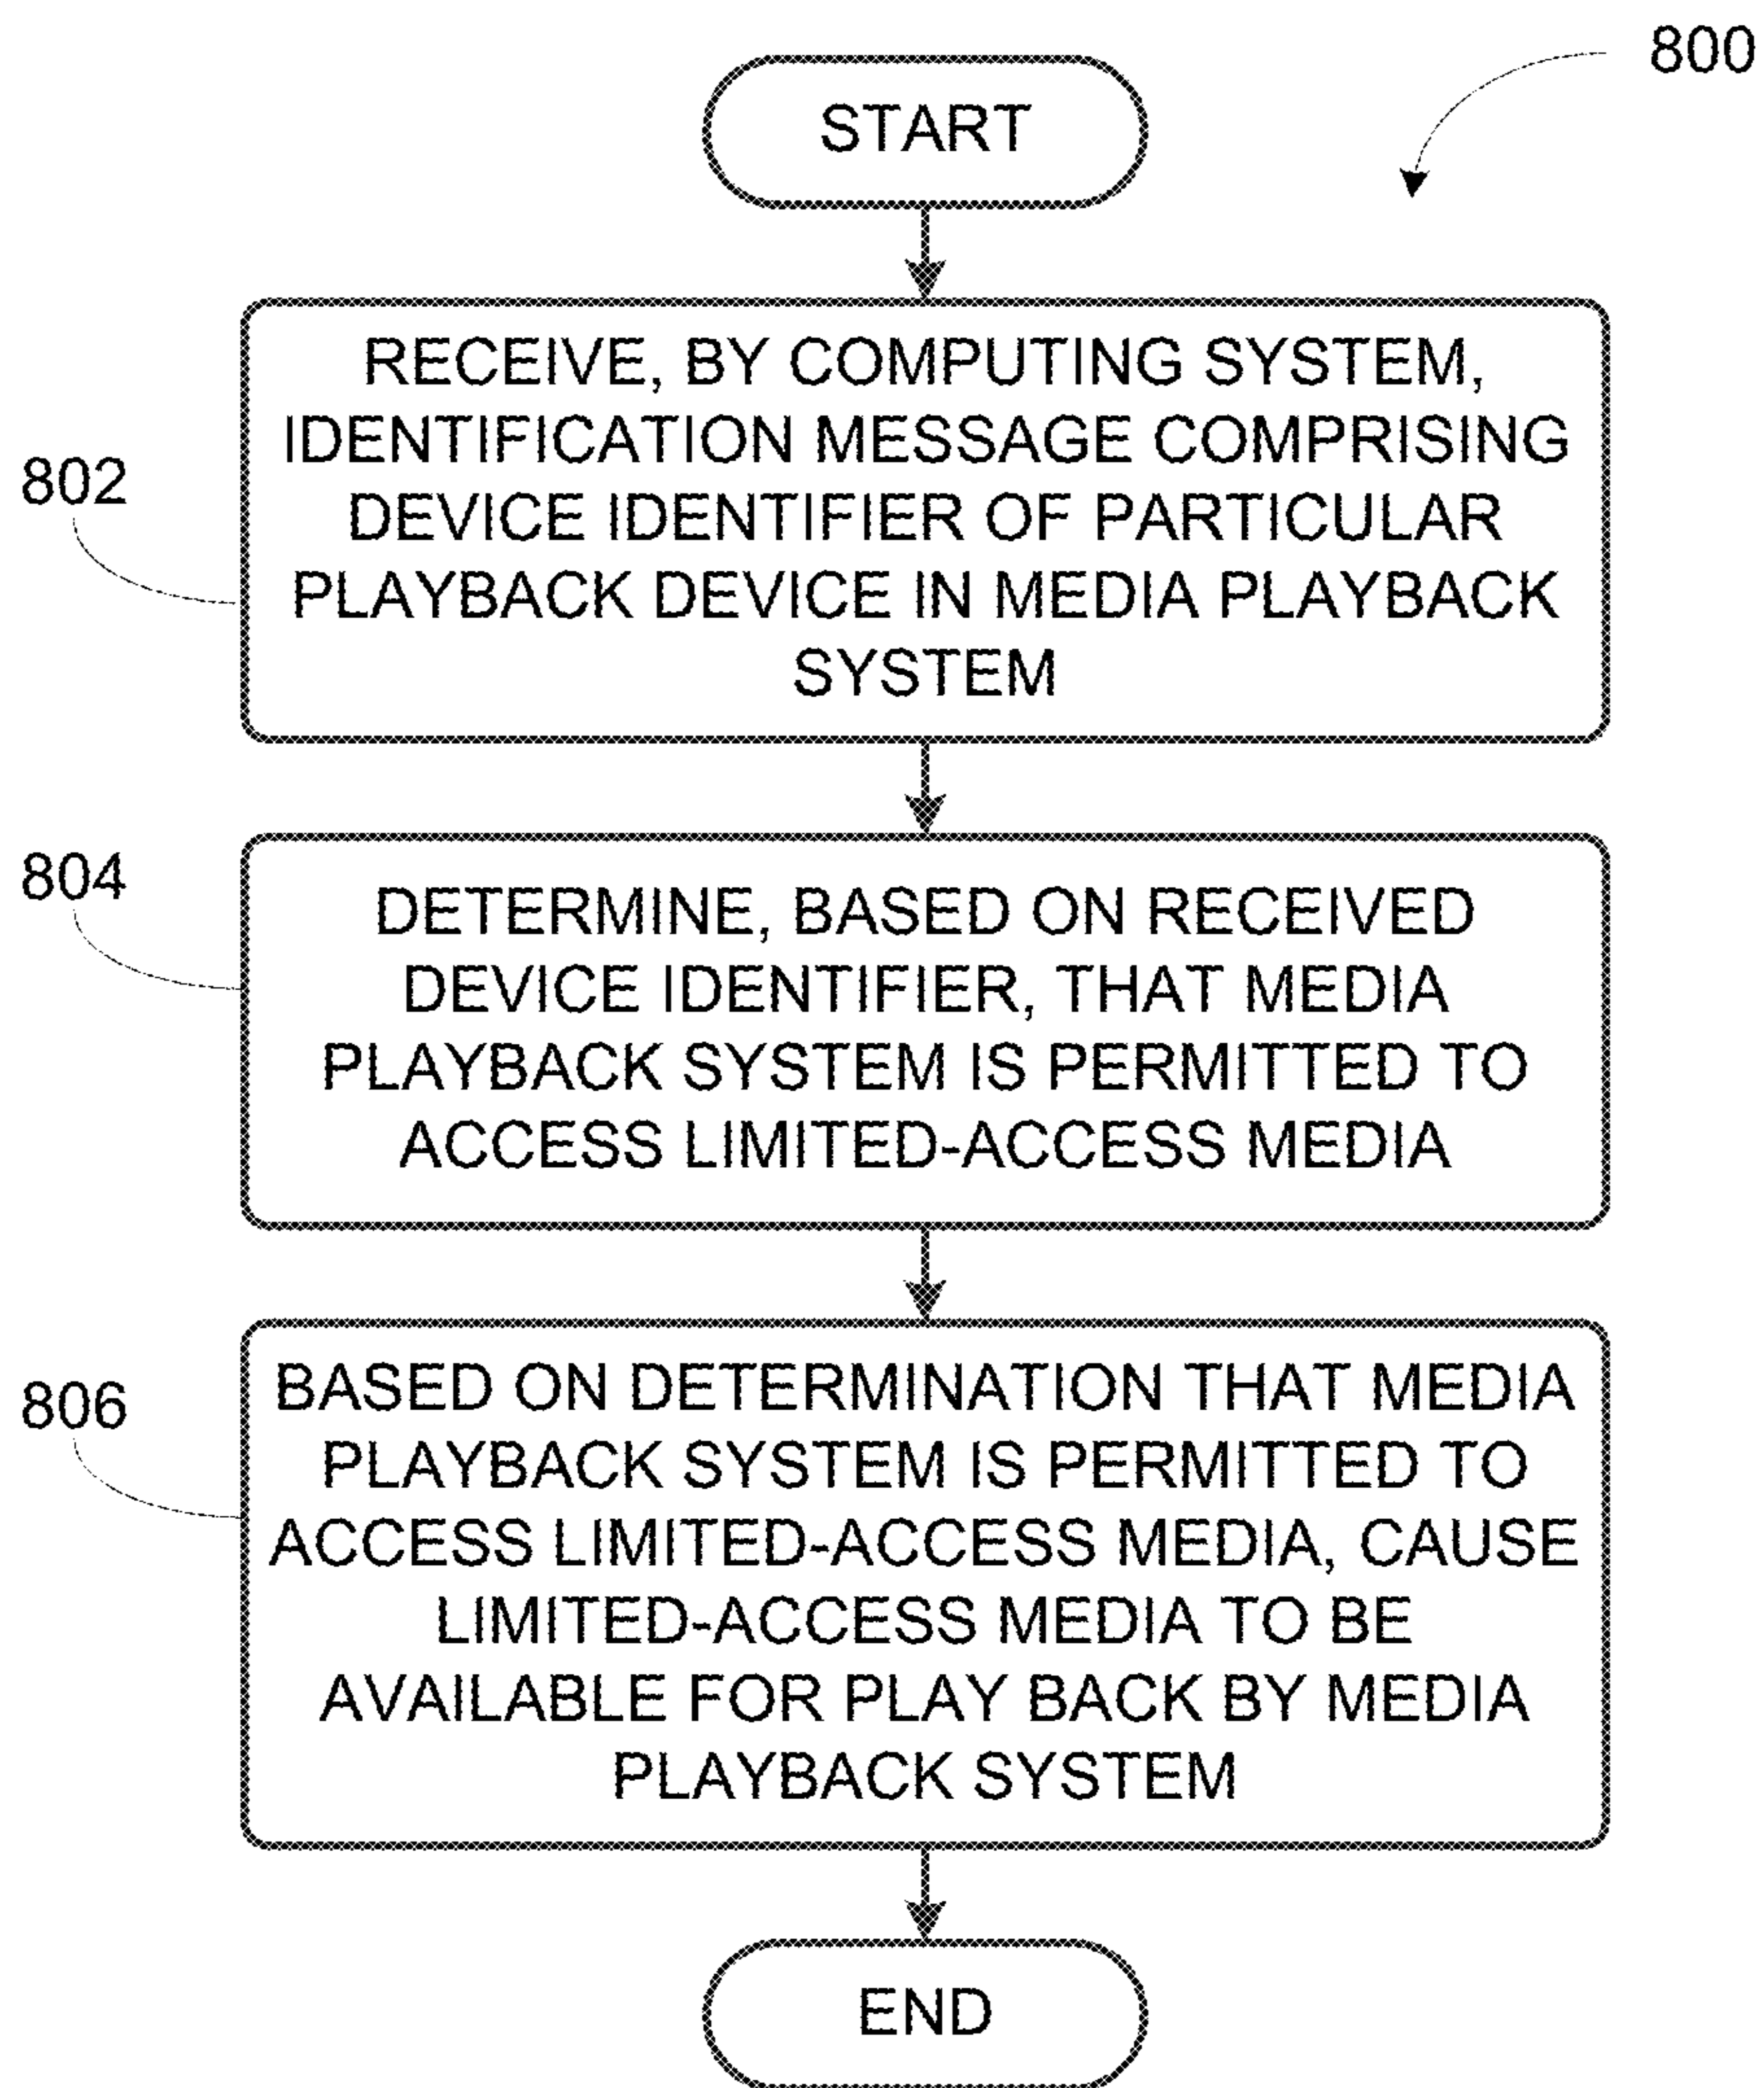 800
START
802
RECEIVE, BY COMPUTING SYSTEM,
IDENTIFICATION MESSAGE COMPRISING
DEVICE IDENTIFIER OF PARTICULAR
PLAYBACK DEVICE IN MEDIA PLAYBACK
SYSTEM
804
DETERMINE, BASED ON RECEIVED
DEVICE IDENTIFIER, THAT MEDIA
PLAYBACK SYSTEM IS PERMITTED TO
ACCESS LIMITED-ACCESS MEDIA
806
BASED ON DETERMINATION THAT MEDIA
PLAYBACK SYSTEM IS PERMITTED TO
ACCESS LIMITED-ACCESS MEDIA, CAUSE
LIMITED-ACCESS MEDIA TO BE
AVAILABLE FOR PLAY BACK BY MEDIA
PLAYBACK SYSTEM
END